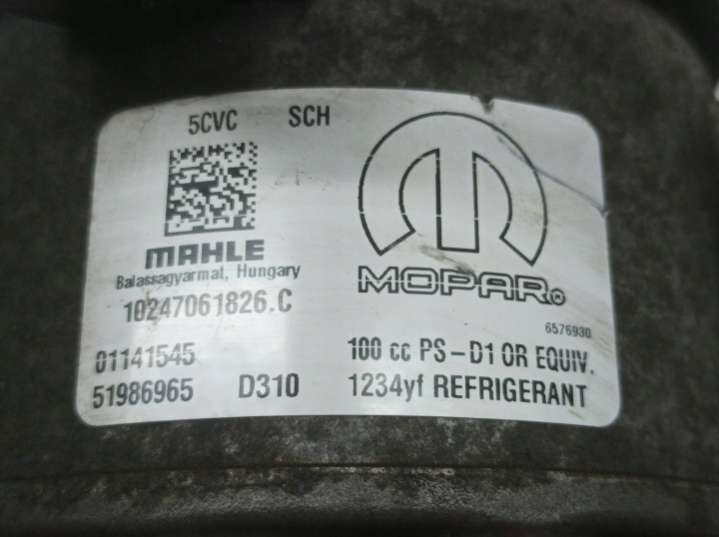 5CVC SCH
MAHLE
Balassagyarmat, Hungary
10247061826.C
MOPAR®
6576930
01141545 100 cc PS-D1 OR EQUIV.
51986965 D310 1234yf REFRIGERANT